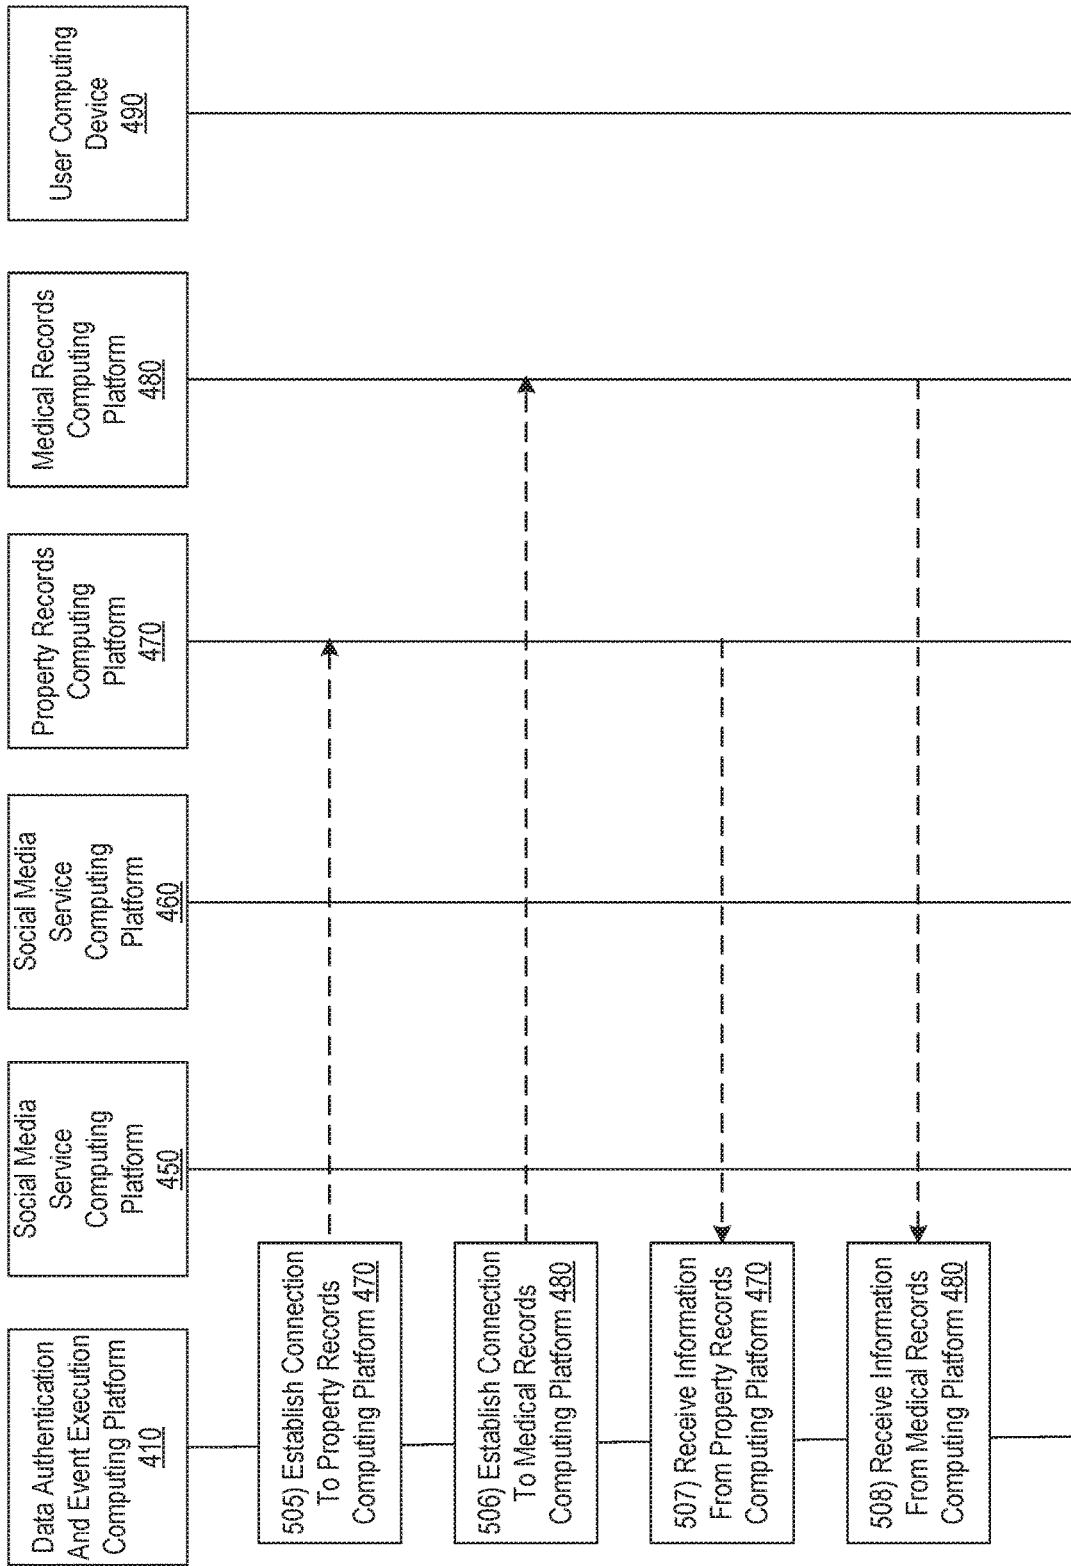 Data Authentication
And Event Execution
Computing Platform
410
Social Media
Service
Computing
Platform
450
Social Media
Service
Computing
Platform
460
Property Records
Computing
Platform
470
Medical Records
Computing
Platform
480
User Computing
Device
490
505) Establish Connection
To Property Records
Computing Platform 470
506) Establish Connection
To Medical Records
Computing Platform 480
507) Receive Information
From Property Records
Computing Platform 470
508) Receive Information
From Medical Records
Computing Platform 480